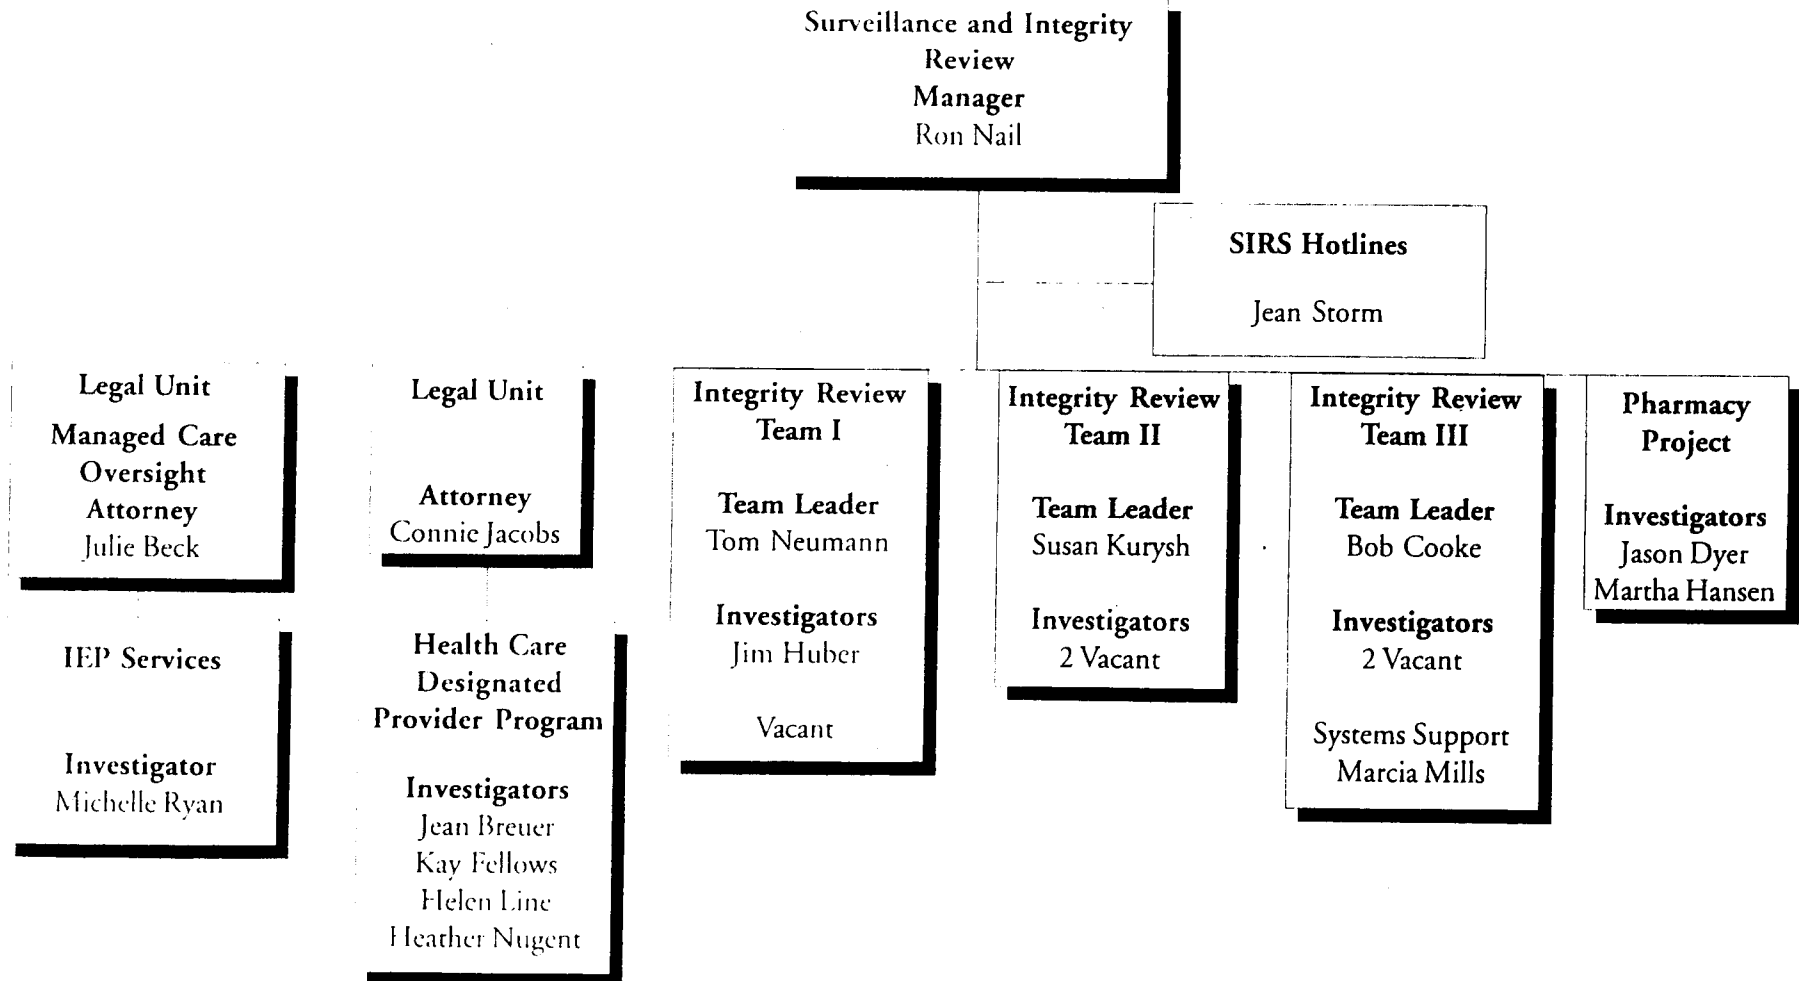 Surveillance and Integrity
Review
Manager
Ron Nail
SIRS Hotlines
Jean Storm
Legal Unit
Managed Care
Oversight
Attorney
Julie Beck
Legal Unit
Attorney
Connie Jacobs
Integrity Review
Team I
Team Leader
Tom Neumann
Investigators
Jim Huber
Vacant
Integrity Review
Team II
Team Leader
Susan Kurysh
Investigators
2 Vacant
Integrity Review
Team III
Team Leader
Bob Cooke
Investigators
2 Vacant
Systems Support
Marcia Mills
Pharmacy
Project
Investigators
Jason Dyer
Martha Hansen
IEP Services
Investigator
Michelle Ryan
Health Care
Designated
Provider Program
Investigators
Jean Breuer
Kay Fellows
Helen Line
Heather Nugent